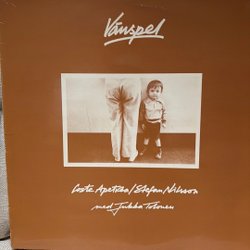 Vänspel
Coste Apetrea/Stefan Nilsson
med Jukka Tolonen